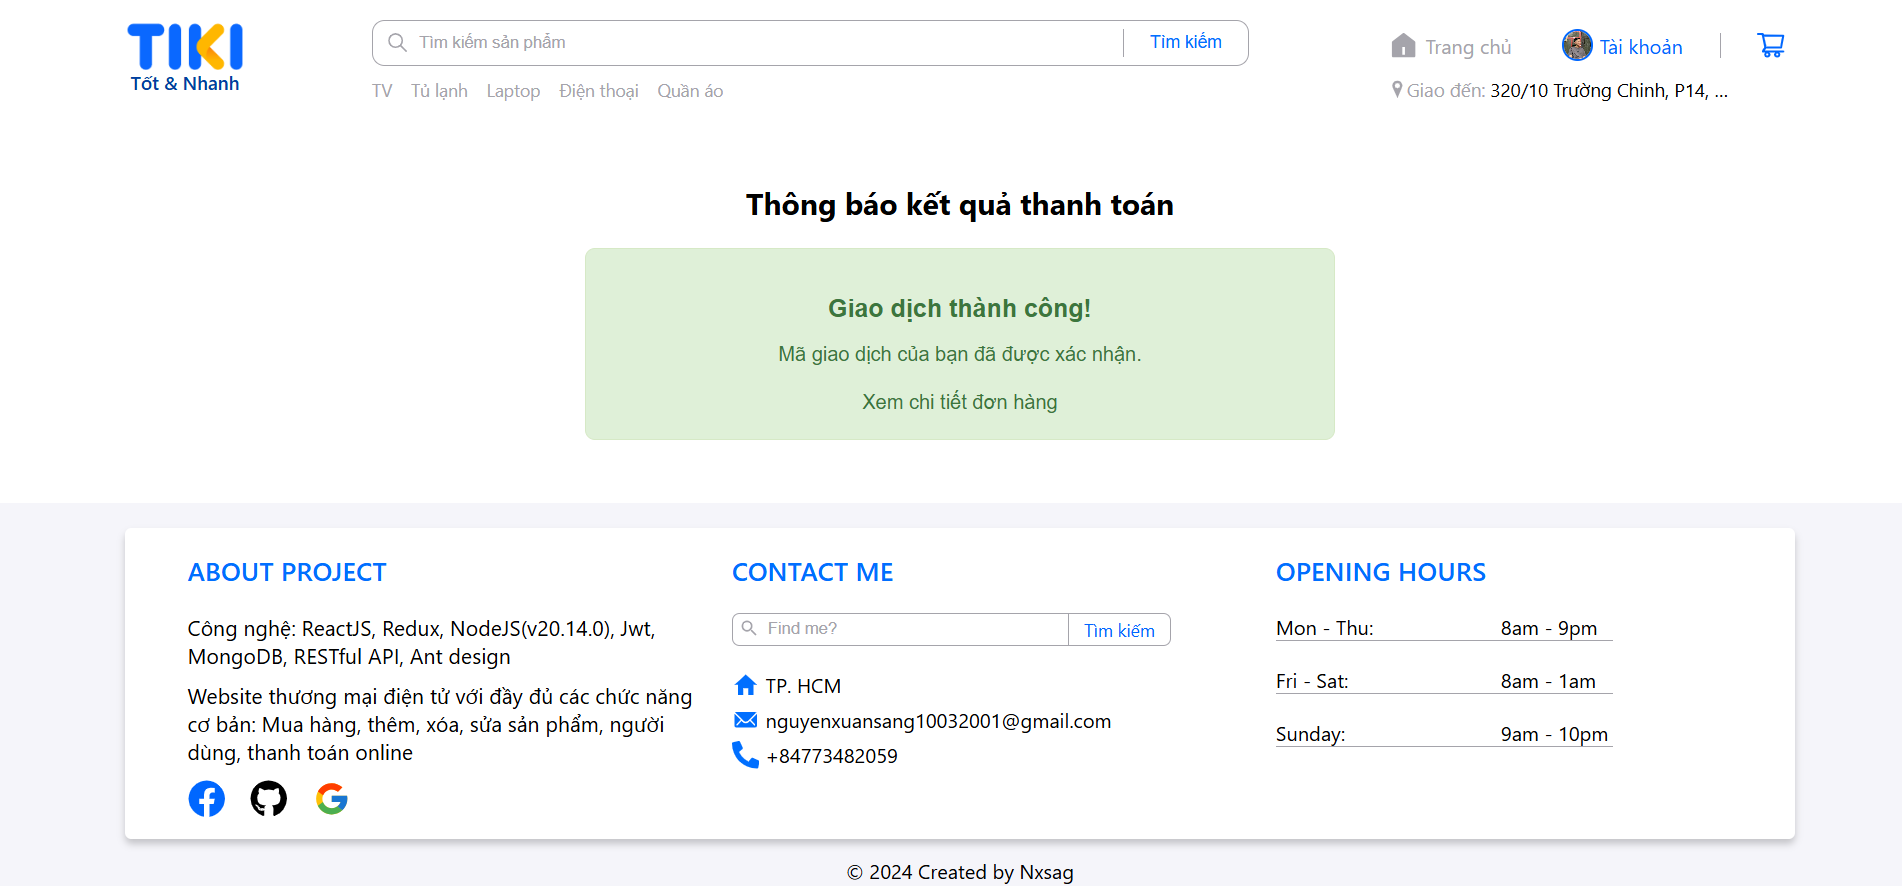 TIKI
Tốt & Nhanh
Tìm kiếm sản phẩm
Tìm kiếm
TV Tủ lạnh Laptop Điện thoại Quần áo
Trang chủ
Tài khoản
Giao đến: 320/10 Trường Chinh, P14, ...
Thông báo kết quả thanh toán
Giao dịch thành công!
Mã giao dịch của bạn đã được xác nhận.
Xem chi tiết đơn hàng
ABOUT PROJECT
Công nghệ: ReactJS, Redux, NodeJS(v20.14.0), Jwt,
MongoDB, RESTful API, Ant design
Website thương mại điện tử với đầy đủ các chức năng
cơ bản: Mua hàng, thêm, xóa, sửa sản phẩm, người
dùng, thanh toán online
CONTACT ME
Find me?
Tìm kiếm
TP. HCM
nguyenxuansang10032001@gmail.com
+84773482059
OPENING HOURS
Mon - Thu: 8am - 9pm
Fri - Sat: 8am - 1am
Sunday: 9am - 10pm
© 2024 Created by Nxsag